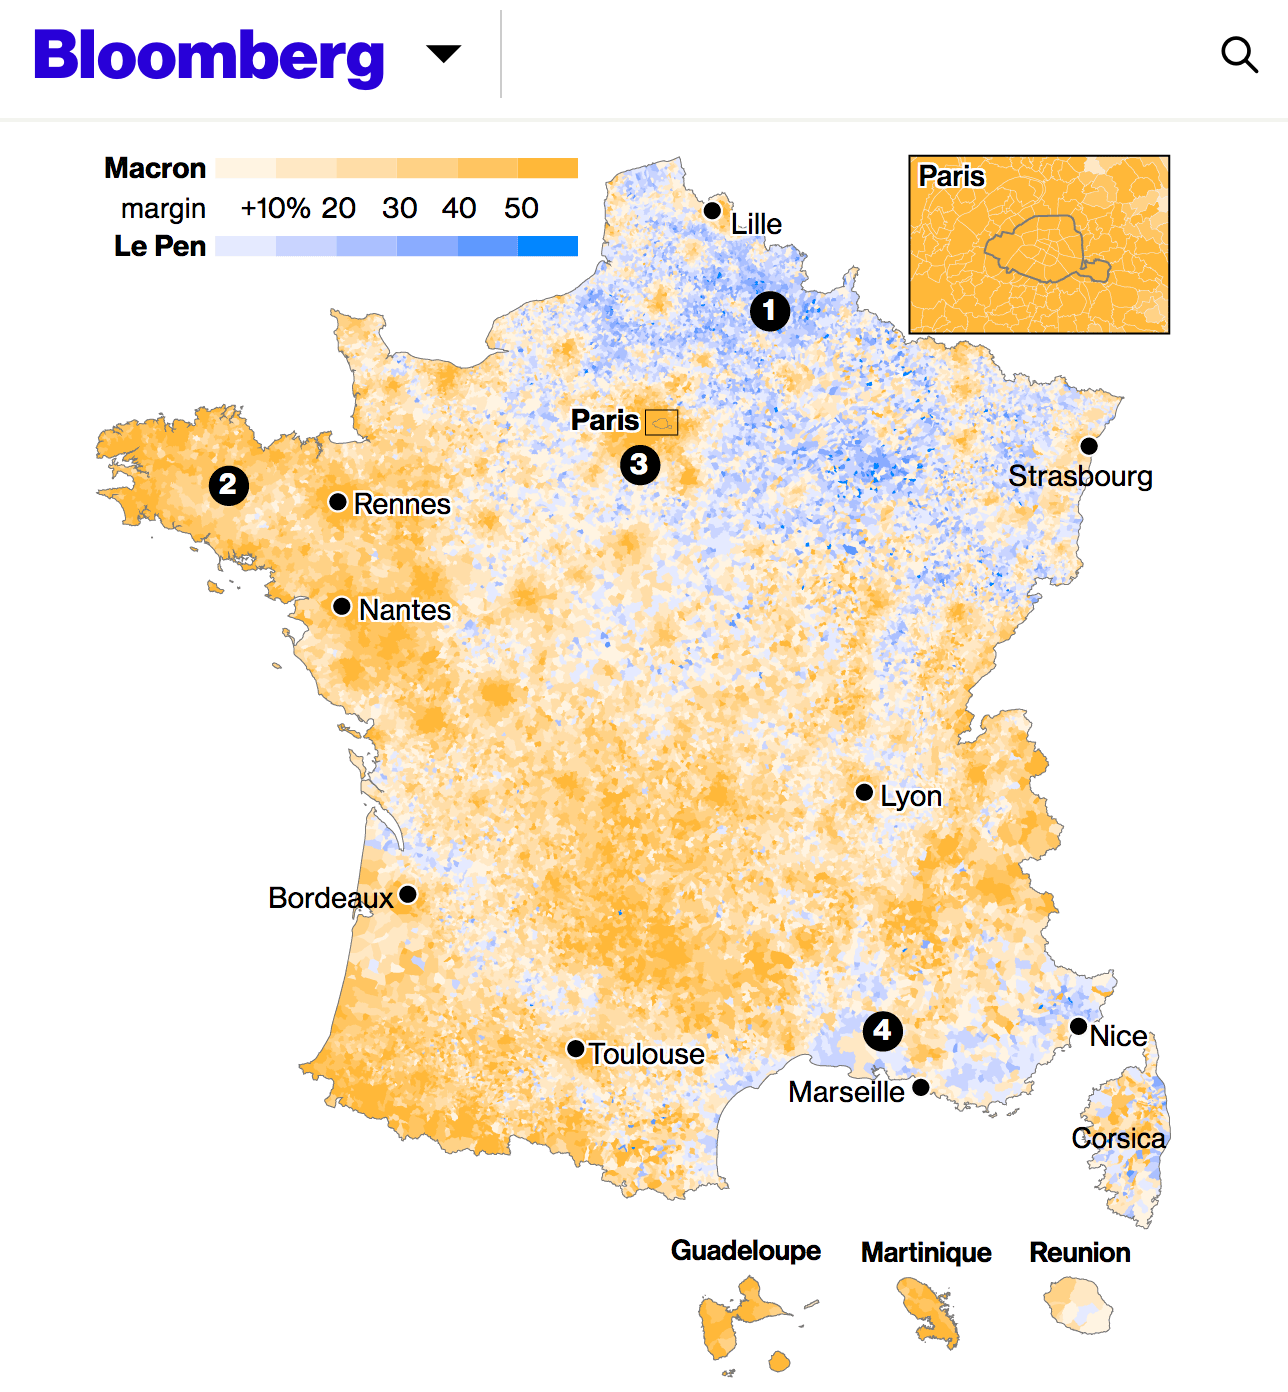 Bloomberg
Macron
margin +10% 20 30 40 50
Le Pen
Paris
Lille
1
Paris
3
2
Rennes
Strasbourg
Nantes
Lyon
Bordeaux
4
Nice
Toulouse
Marseille
Corsica
Guadeloupe Martinique Reunion